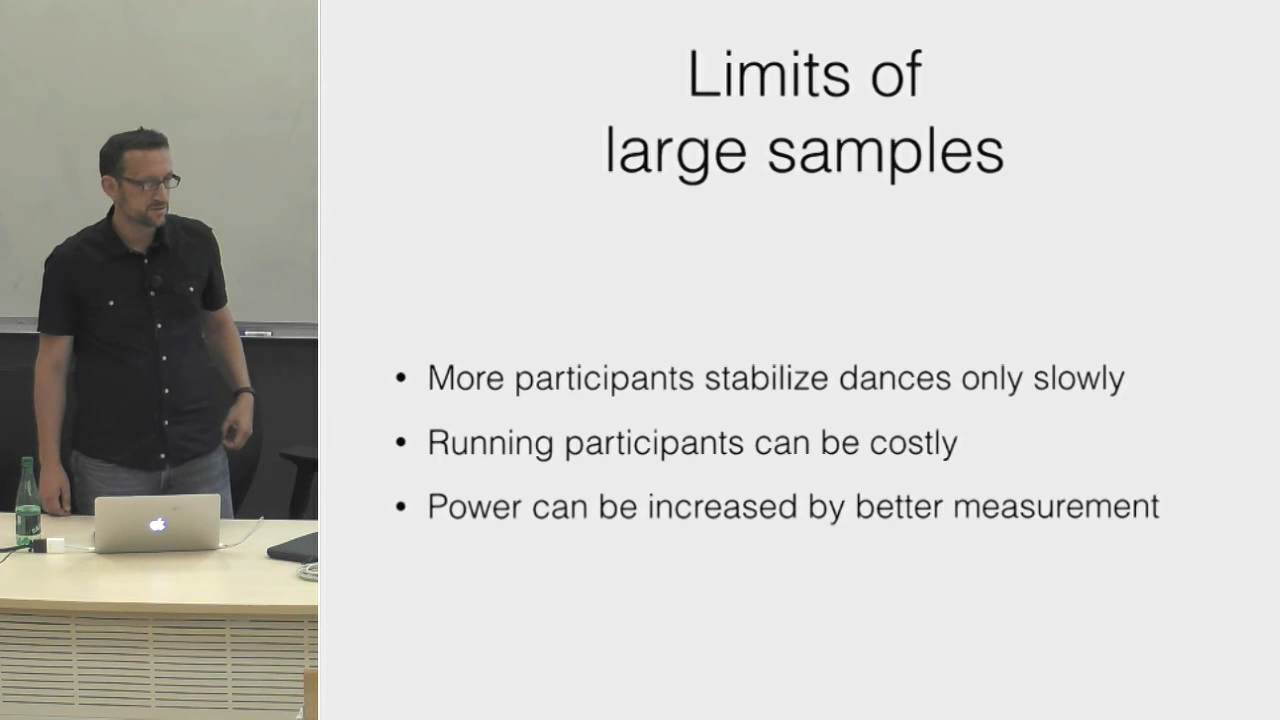 Limits of
large samples
• More participants stabilize dances only slowly
• Running participants can be costly
• Power can be increased by better measurement